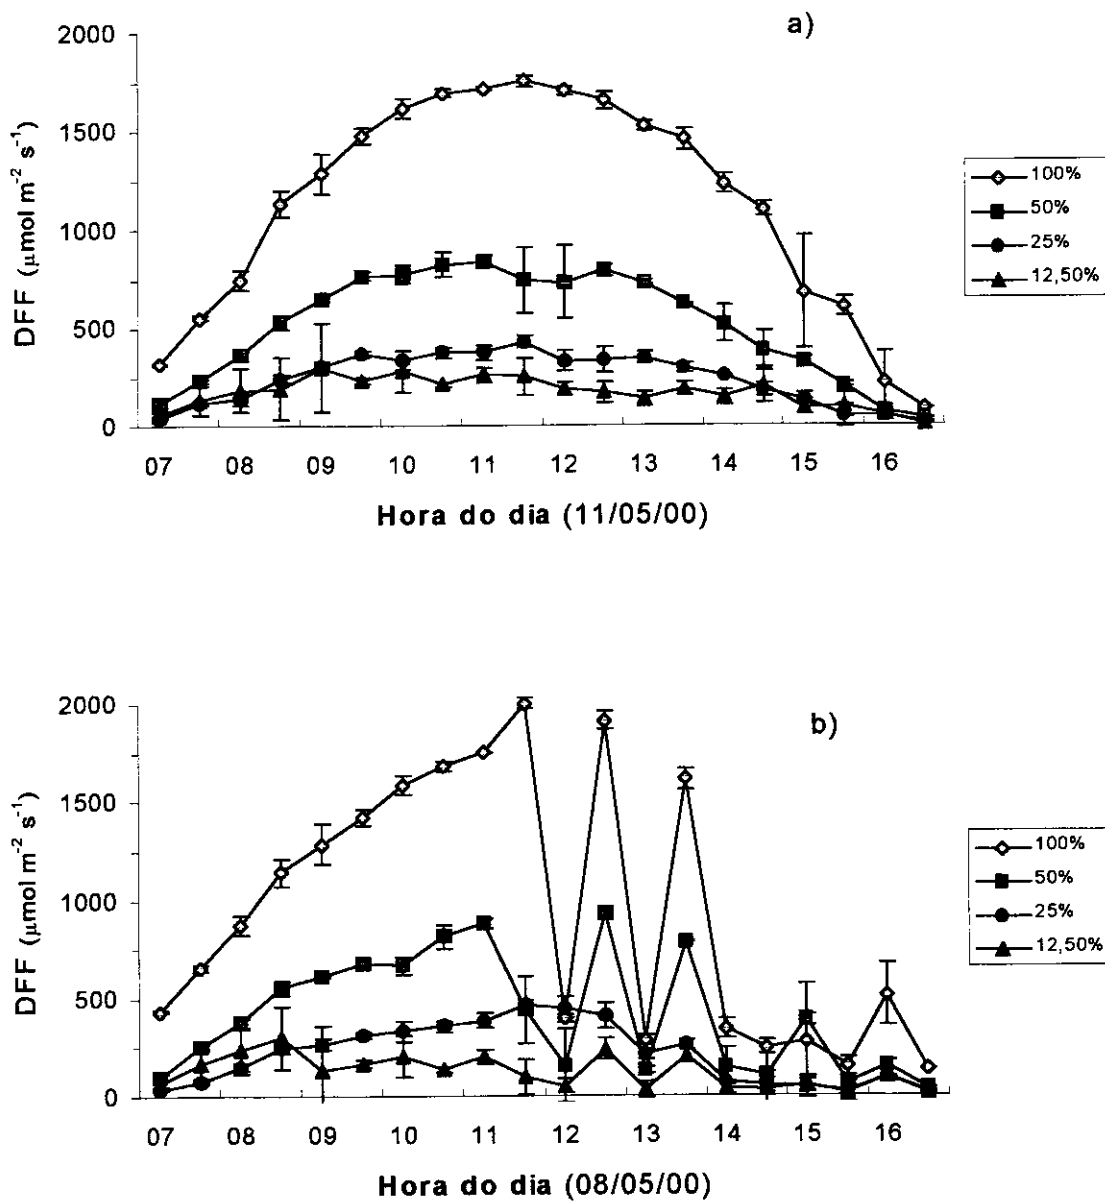 a)
2000
1500
1000
500
0
DFF (µmol m⁻² s⁻¹)
100%
50%
25%
12,50%
07 08 09 10 11 12 13 14 15 16
Hora do dia (11/05/00)
b)
2000
1500
1000
500
0
DFF (µmol m⁻² s⁻¹)
100%
50%
25%
12,50%
07 08 09 10 11 12 13 14 15 16
Hora do dia (08/05/00)